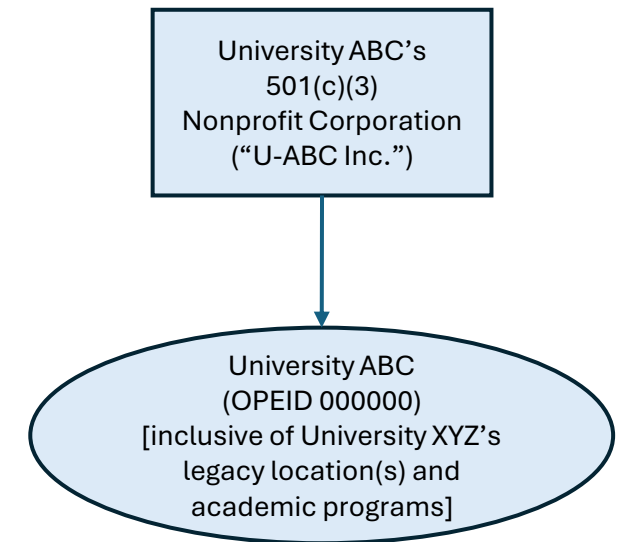 University ABC’s
501(c)(3)
Nonprofit Corporation
(“U-ABC Inc.”)
University ABC
(OPEID 000000)
[inclusive of University XYZ’s
legacy location(s) and
academic programs]